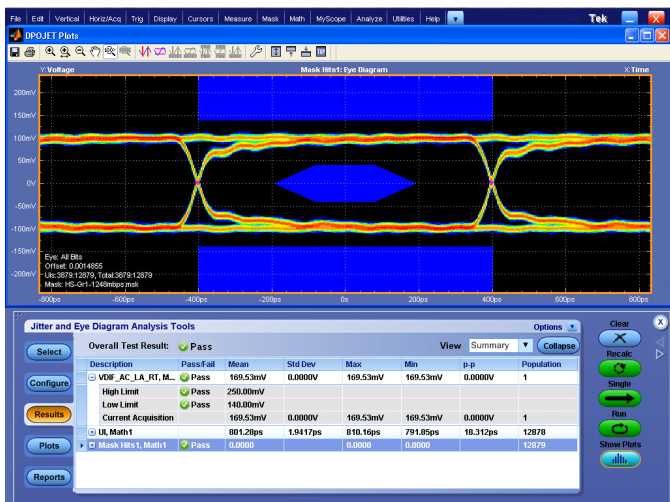 File Edit Vertical Horiz/Acq Trig Display Cursors Measure Mask Math MyScope Analyze Utilities Help Tek
DPOJET Plots
Y:Voltage Mask Hits1: Eye Diagram X:Time
200mV
150mV
100mV
50mV
0V
-50mV
-100mV
-150mV
-200mV
Eye: All Bits
Offset: 0.0014855
UIs:3879:12879, Total:3879:12879
Mask: HS-Gr1-1248mbps.msk
-800ps -600ps -400ps -200ps 0s 200ps 400ps 600ps 800ps
Jitter and Eye Diagram Analysis Tools Options
Clear
X
Select
Overall Test Result: Pass View Summary Collapse
Recalc
Description Pass/Fail Mean Std Dev Max Min p-p Population
Configure
VDIF_AC_LA_RT, M... Pass 169.53mV 0.0000V 169.53mV 169.53mV 0.0000V 1
Single
High Limit 250.00mV
Low Limit 140.00mV
Results
Current Acquisition 169.53mV 0.0000V 169.53mV 169.53mV 0.0000V 1
Run
UI, Math1 801.20ps 1.9417ps 810.16ps 791.85ps 18.312ps 12878
Plots
Mask Hits1, Math1 Pass 0.0000 0.0000 12879
Show Plots
Reports